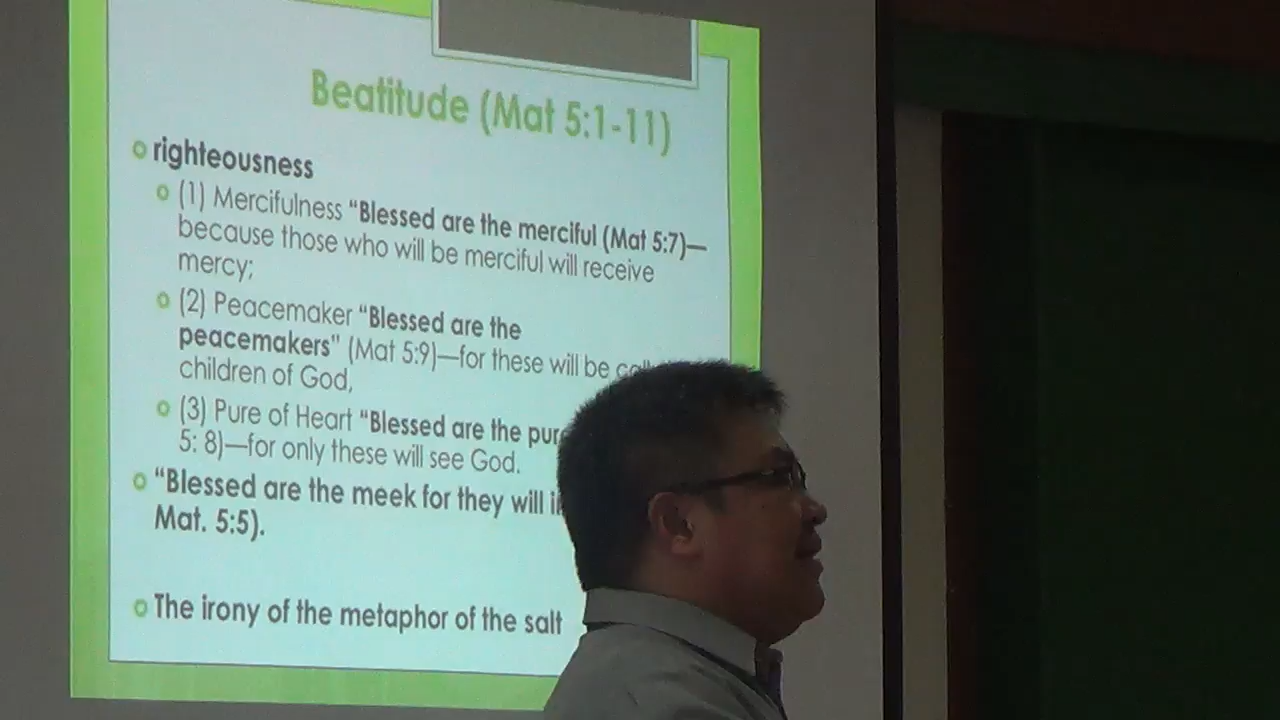 Beatitude (Mat 5:1-11)
righteousness
(1) Mercifulness “Blessed are the merciful (Mat 5:7)—
because those who will be merciful will receive
mercy;
(2) Peacemaker “Blessed are the
peacemakers” (Mat 5:9)—for these will be
children of God,
(3) Pure of Heart “Blessed are the
5: 8)—for only these will see God.
“Blessed are the meek for they will
Mat. 5:5).
The irony of the metaphor of the salt